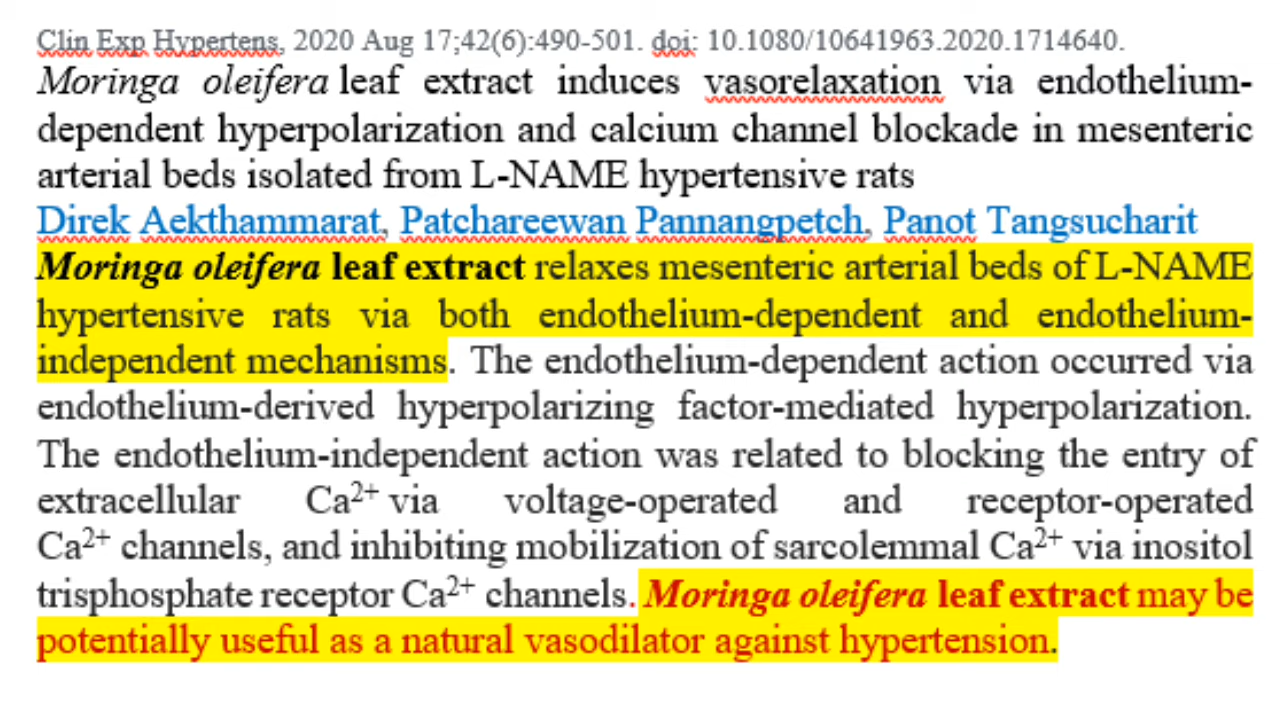 Clin Exp Hypertens, 2020 Aug 17;42(6):490-501. doi: 10.1080/10641963.2020.1714640.
Moringa oleifera leaf extract induces vasorelaxation via endothelium-
dependent hyperpolarization and calcium channel blockade in mesenteric
arterial beds isolated from L-NAME hypertensive rats
Direk Aekthammarat, Patchareewan Pannangpetch, Panot Tangsucharit
Moringa oleifera leaf extract relaxes mesenteric arterial beds of L-NAME
hypertensive rats via both endothelium-dependent and endothelium-
independent mechanisms. The endothelium-dependent action occurred via
endothelium-derived hyperpolarizing factor-mediated hyperpolarization.
The endothelium-independent action was related to blocking the entry of
extracellular Ca²⁺ via voltage-operated and receptor-operated
Ca²⁺ channels, and inhibiting mobilization of sarcolemmal Ca²⁺ via inositol
trisphosphate receptor Ca²⁺ channels. Moringa oleifera leaf extract may be
potentially useful as a natural vasodilator against hypertension.